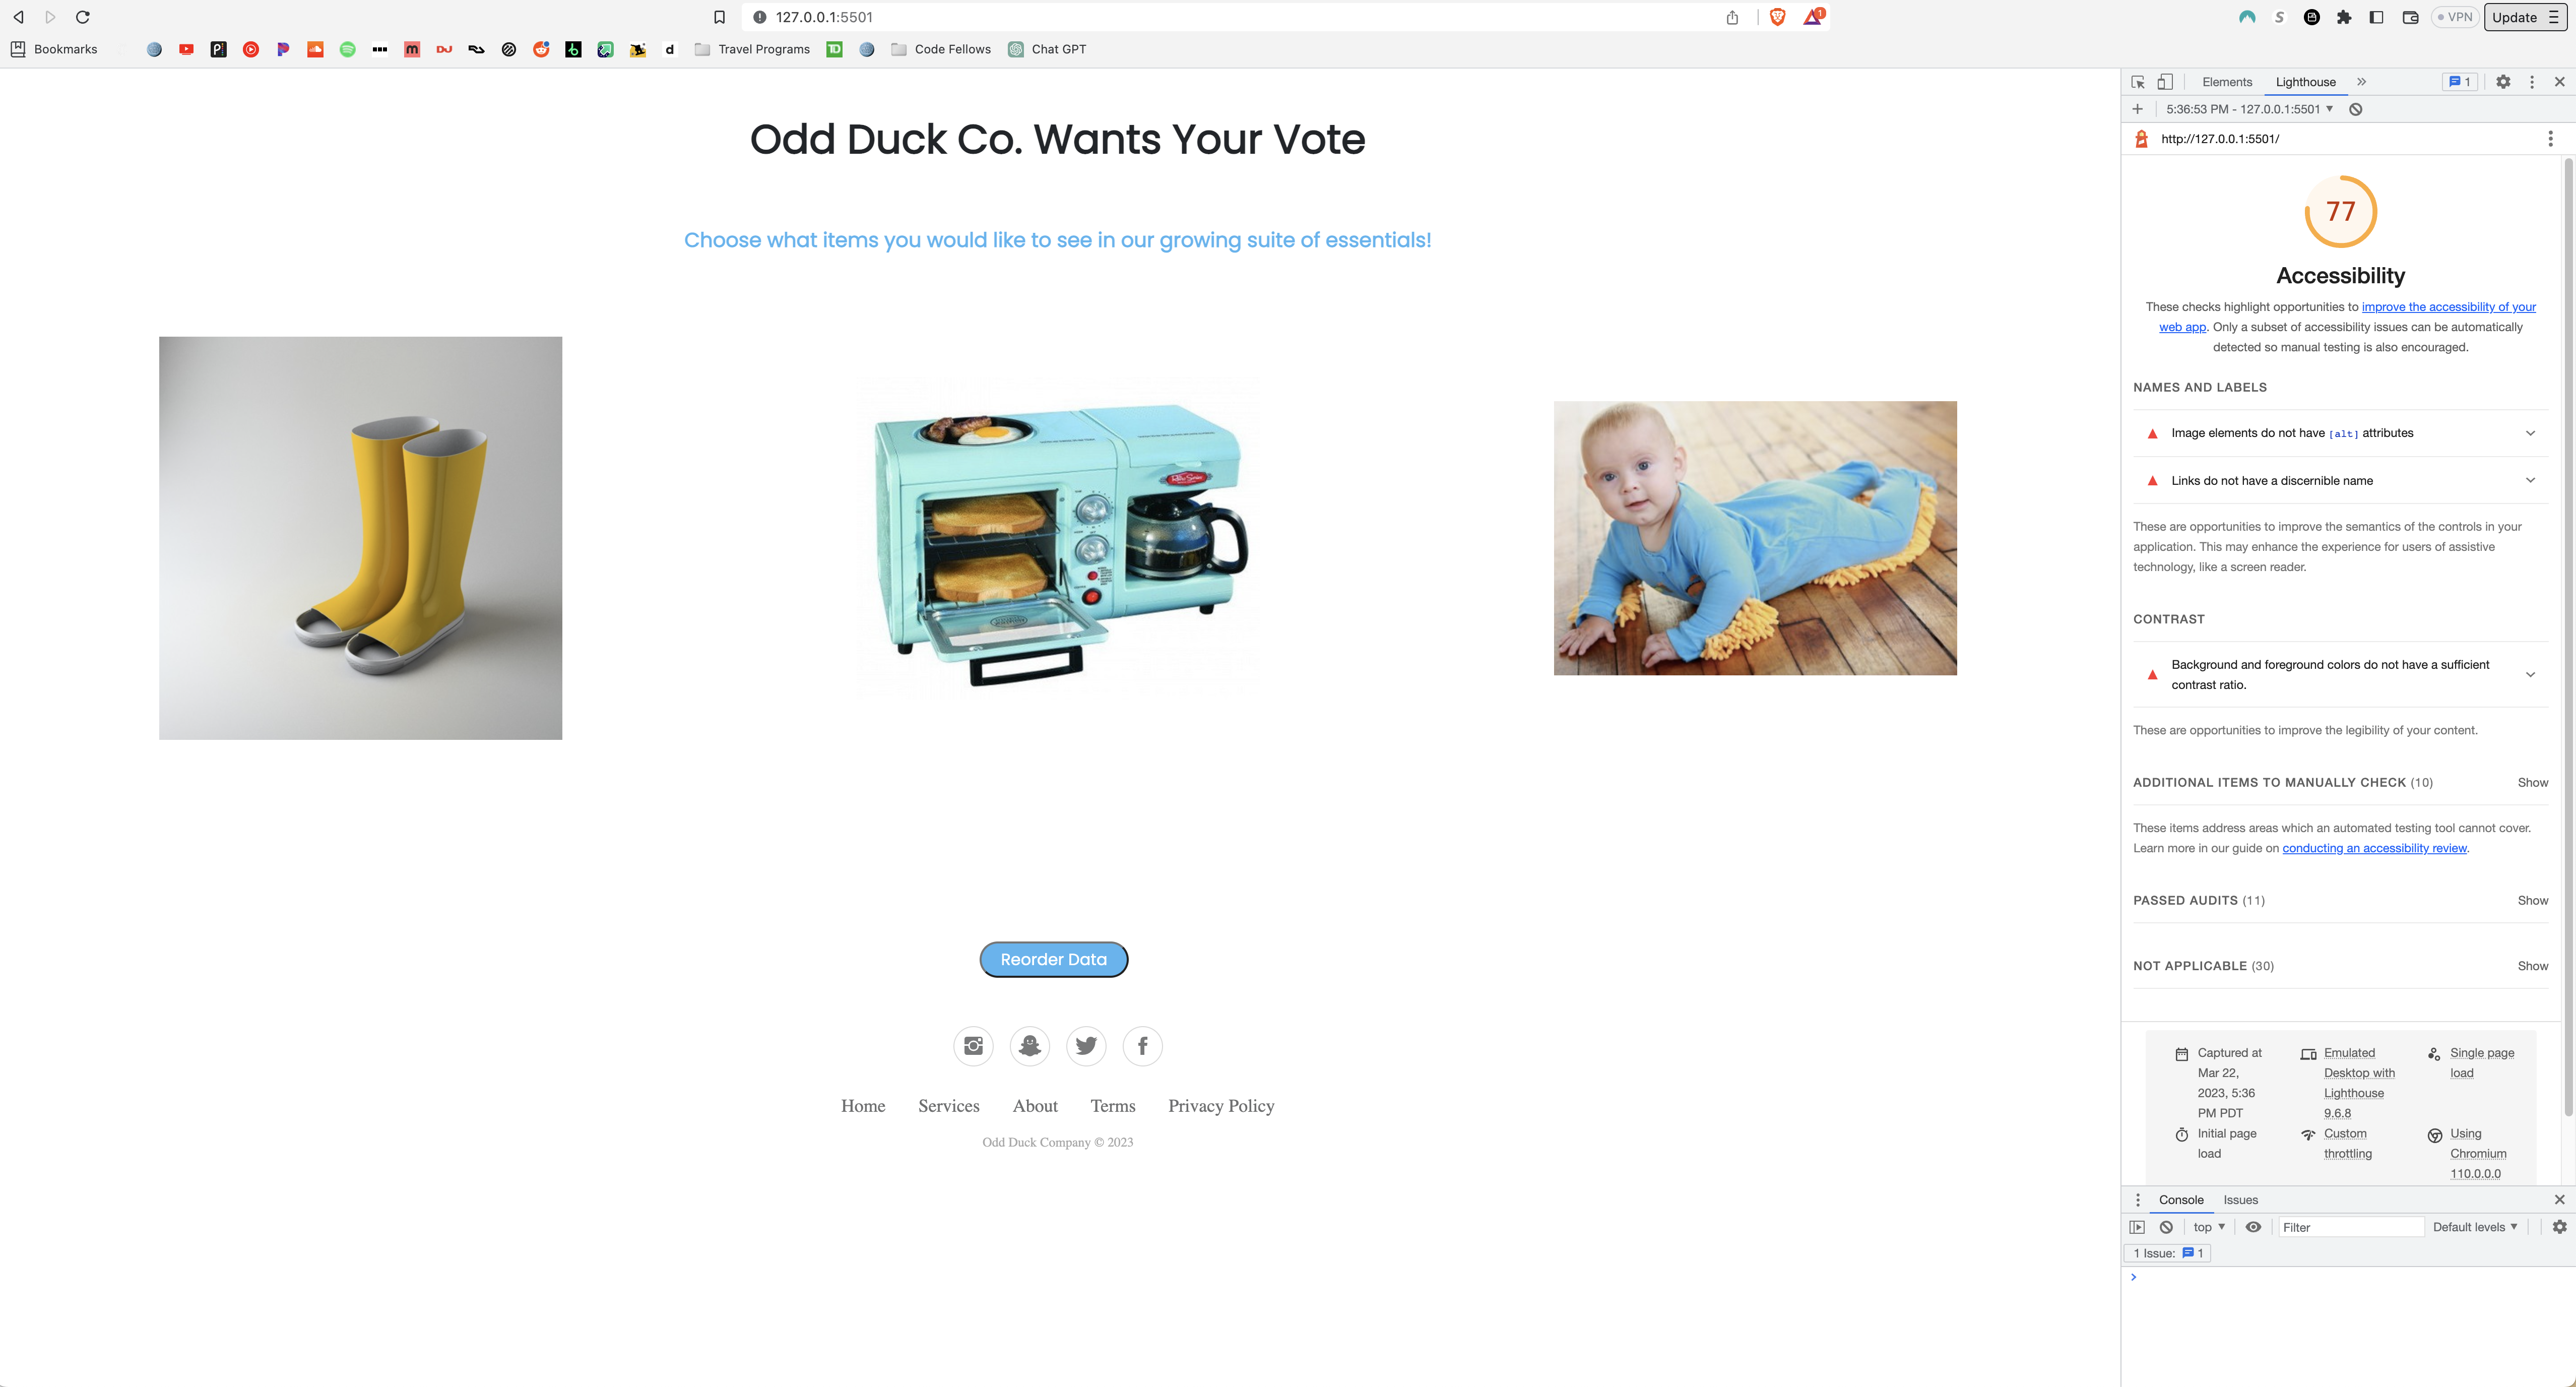 127.0.0.1:5501
1
VPN
Update
Bookmarks
P!
m
DJ
d
Travel Programs
TD
Code Fellows
Chat GPT
Odd Duck Co. Wants Your Vote
Choose what items you would like to see in our growing suite of essentials!
Reorder Data
Home Services About Terms Privacy Policy
Odd Duck Company © 2023
Elements Lighthouse » 1
5:36:53 PM - 127.0.0.1:5501
http://127.0.0.1:5501/
77
Accessibility
These checks highlight opportunities to improve the accessibility of your
web app. Only a subset of accessibility issues can be automatically
detected so manual testing is also encouraged.
NAMES AND LABELS
Image elements do not have [alt] attributes
Links do not have a discernible name
These are opportunities to improve the semantics of the controls in your
application. This may enhance the experience for users of assistive
technology, like a screen reader.
CONTRAST
Background and foreground colors do not have a sufficient
contrast ratio.
These are opportunities to improve the legibility of your content.
ADDITIONAL ITEMS TO MANUALLY CHECK (10) Show
These items address areas which an automated testing tool cannot cover.
Learn more in our guide on conducting an accessibility review.
PASSED AUDITS (11) Show
NOT APPLICABLE (30) Show
Captured at
Mar 22,
2023, 5:36
PM PDT
Emulated
Desktop with
Lighthouse
9.6.8
Single page
load
Initial page
load
Custom
throttling
Using
Chromium
110.0.0.0
Console Issues
top Filter Default levels
1 Issue: 1